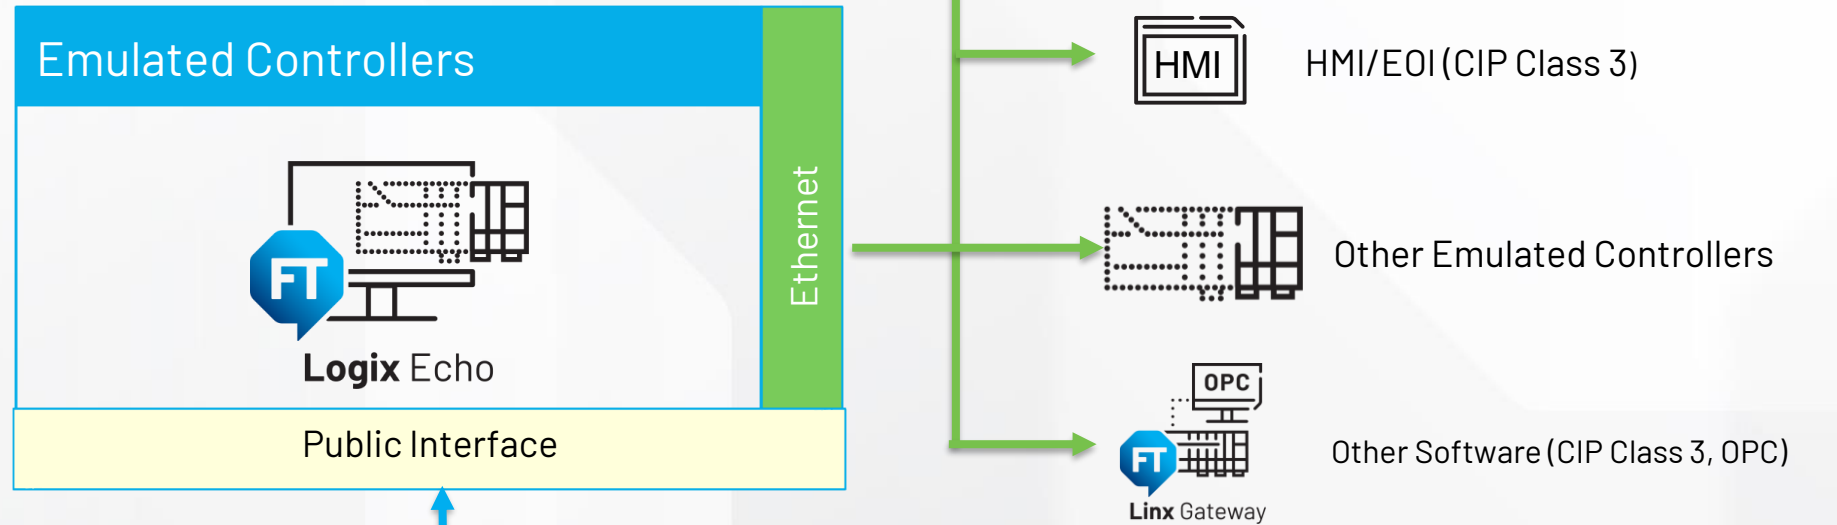 Emulated Controllers
Ethernet
FT
Logix Echo
Public Interface
HMI
HMI/EOI (CIP Class 3)
Other Emulated Controllers
OPC
FT
Linx Gateway
Other Software (CIP Class 3, OPC)